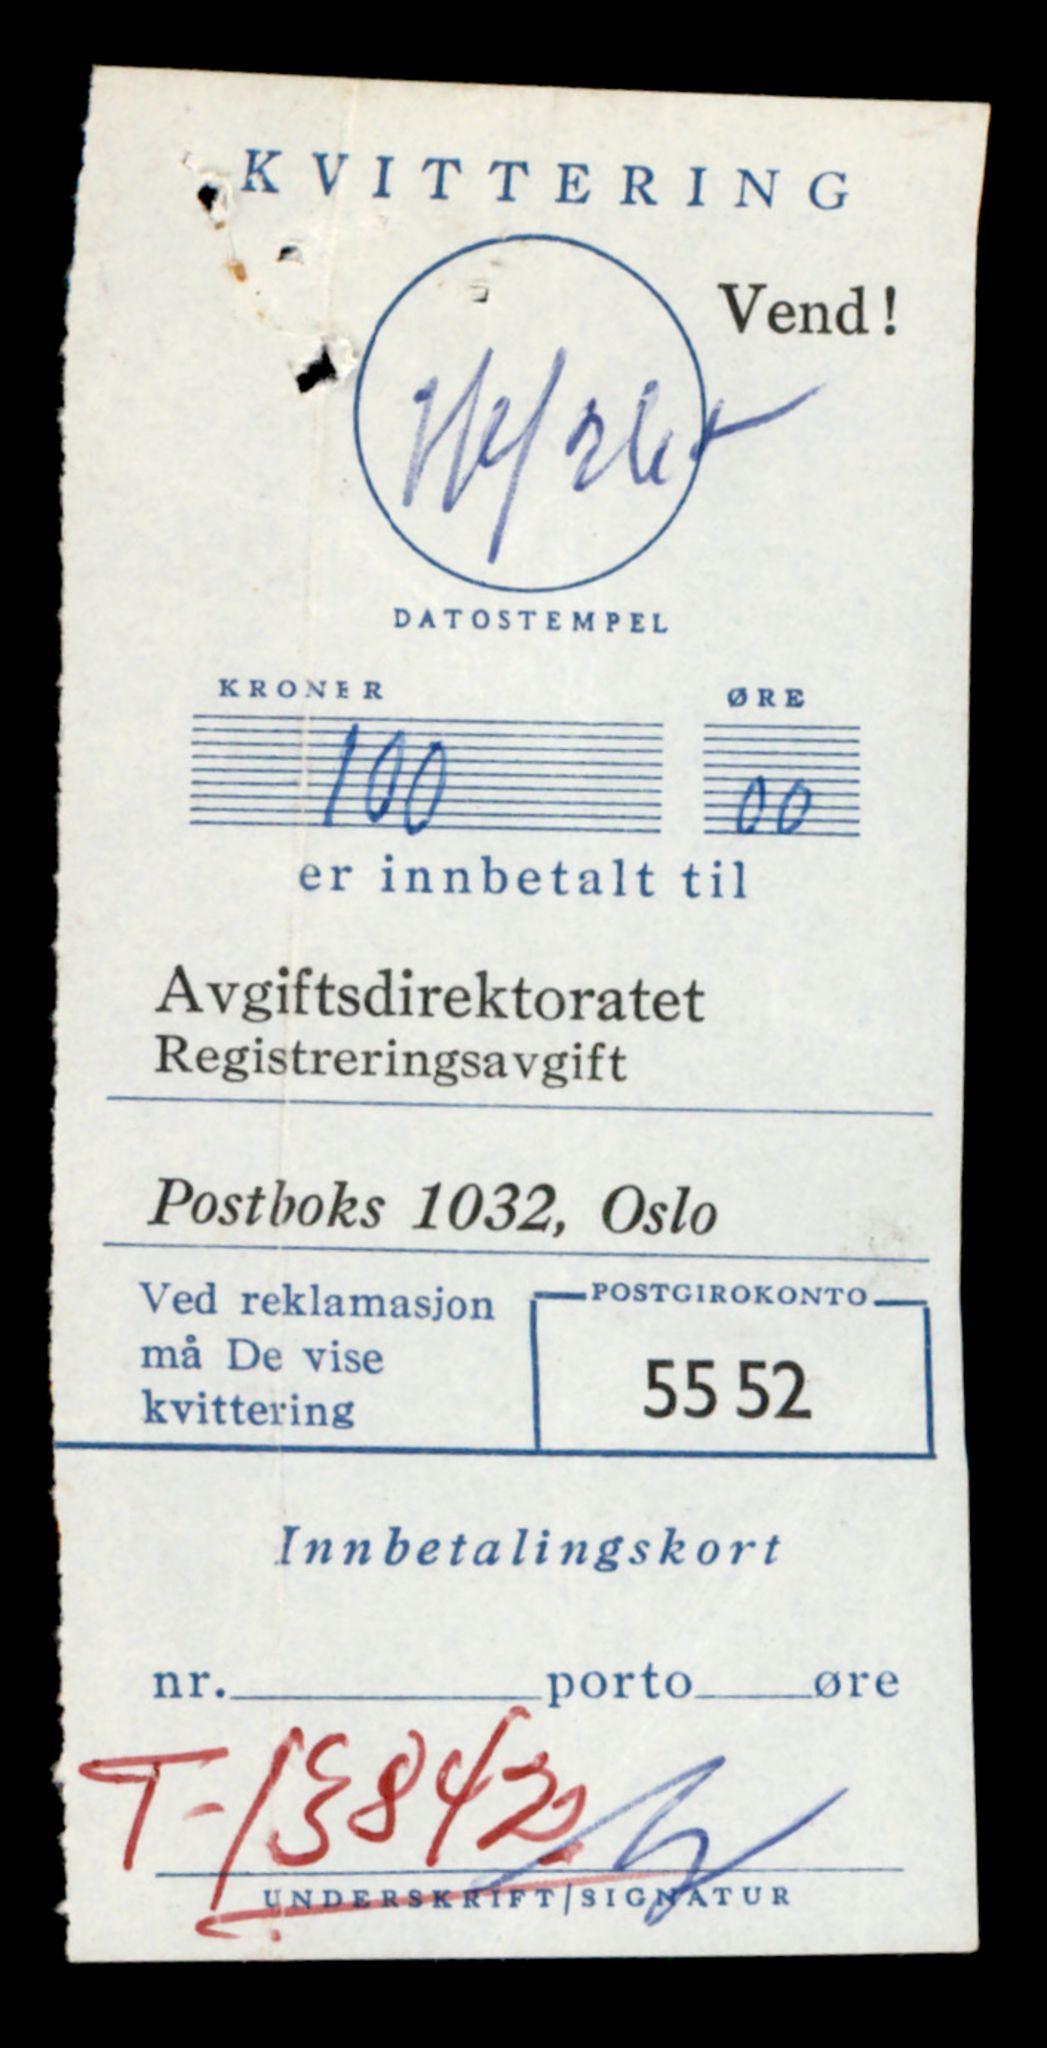 KVITTERING
Vend!
DATOSTEMPEL
KRONER ØRE
100 00
er innbetalt til
Avgiftsdirektoratet
Registreringsavgift
Postboks 1032, Oslo
Ved reklamasjon
må De vise
kvittering
POSTGIROKONTO
55 52
Innbetalingskort
nr. porto øre
T-13842
UNDERSKRIFT/SIGNATUR